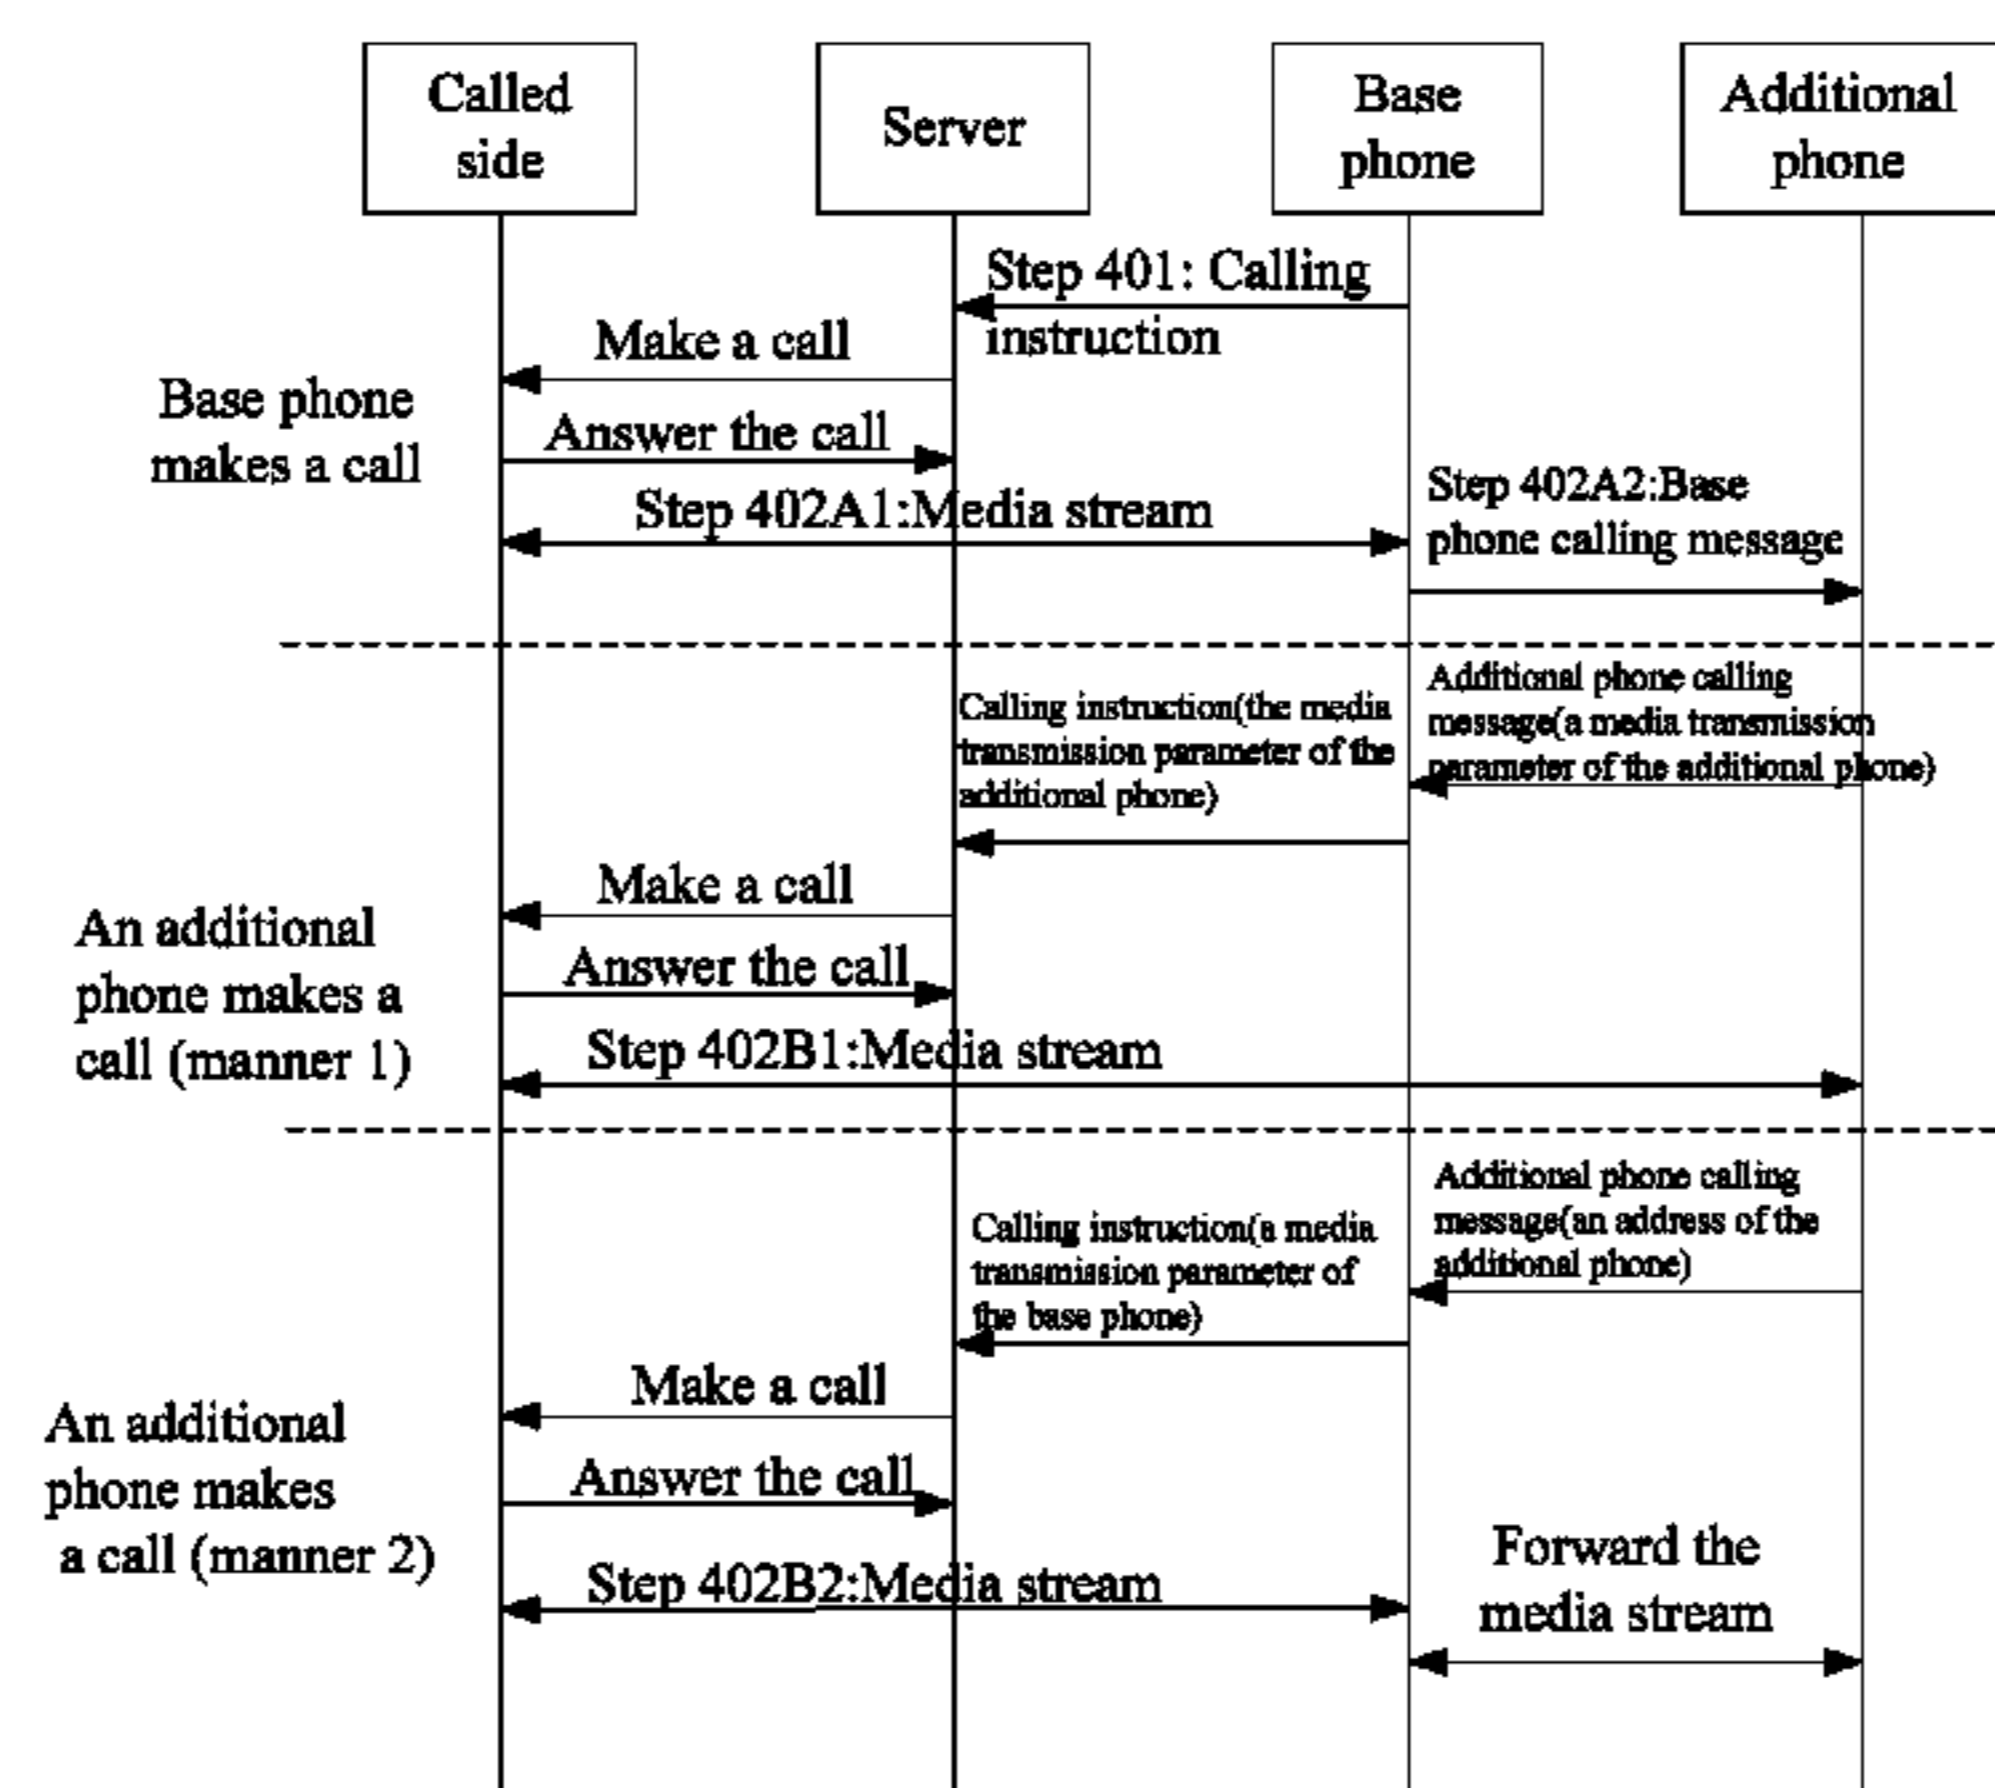 Called
side
Server
Base
phone
Additional
phone
Step 401: Calling
instruction
Make a call
Base phone
makes a call
Answer the call
Step 402A1:Media stream
Step 402A2:Base
phone calling message
Additional phone calling
message(a media transmission
parameter of the additional phone)
Calling instruction(the media
transmission parameter of the
additional phone)
Make a call
An additional
phone makes a
call (manner 1)
Answer the call
Step 402B1:Media stream
Additional phone calling
message(an address of the
additional phone)
Calling instruction(a media
transmission parameter of
the base phone)
Make a call
An additional
phone makes
a call (manner 2)
Answer the call
Step 402B2:Media stream
Forward the
media stream